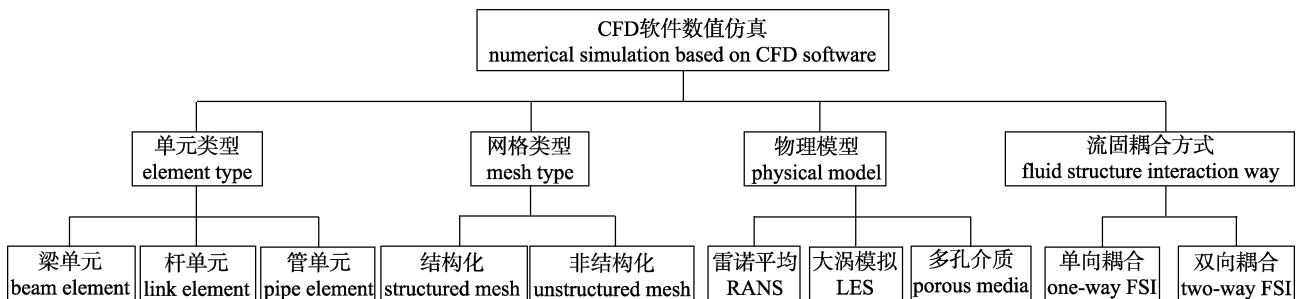 CFD软件数值仿真
numerical simulation based on CFD software
单元类型
element type
网格类型
mesh type
物理模型
physical model
流固耦合方式
fluid structure interaction way
梁单元
beam element
杆单元
link element
管单元
pipe element
结构化
structured mesh
非结构化
unstructured mesh
雷诺平均
RANS
大涡模拟
LES
多孔介质
porous media
单向耦合
one-way FSI
双向耦合
two-way FSI